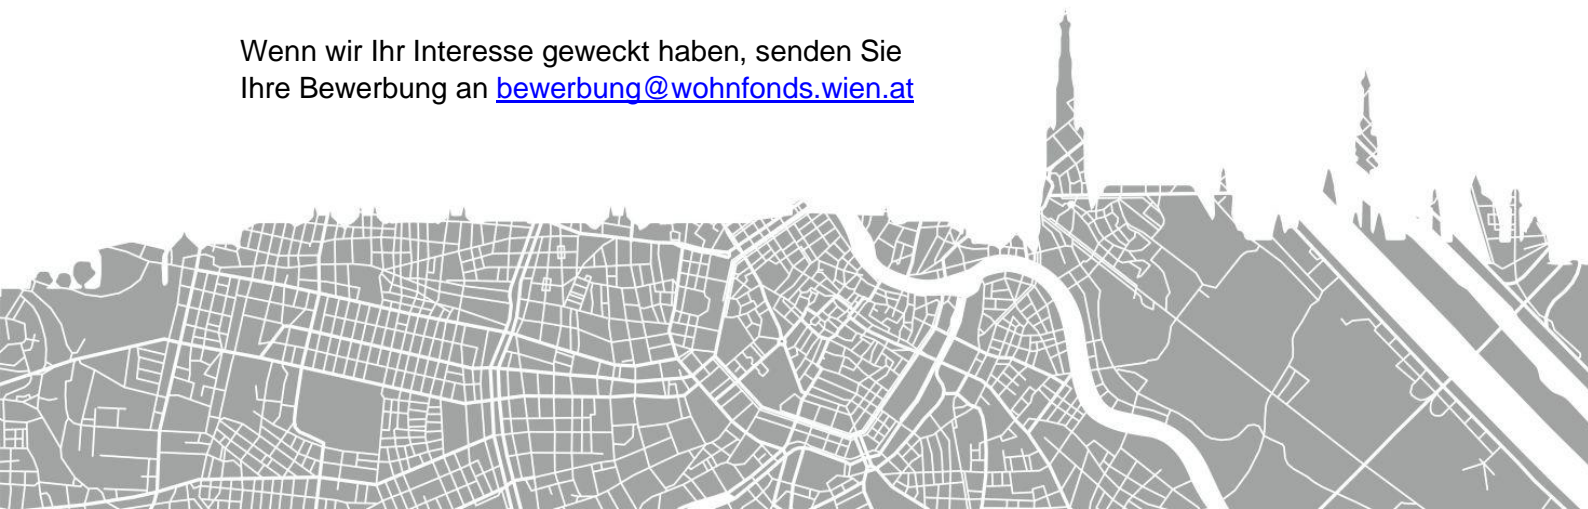 Wenn wir Ihr Interesse geweckt haben, senden Sie
Ihre Bewerbung an bewerbung@wohnfonds.wien.at